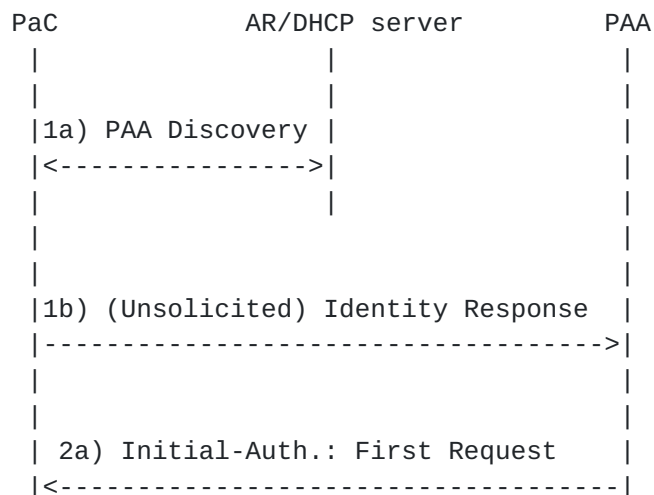 PaC AR/DHCP server PAA
1a) PAA Discovery
1b) (Unsolicited) Identity Response
2a) Initial-Auth.: First Request